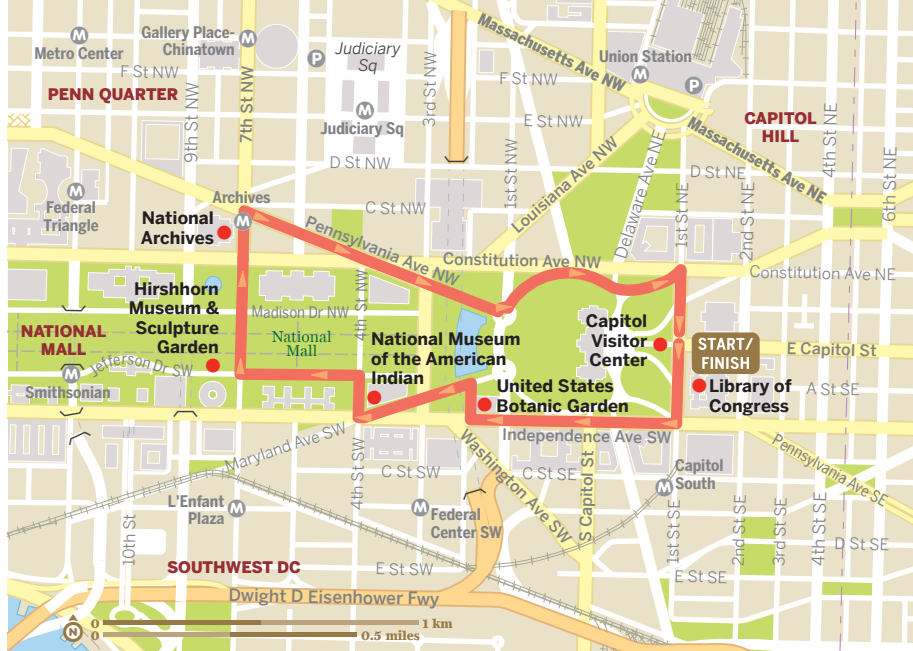 Massachusetts Ave NW
Gallery Place-
Chinatown
M
Metro Center
M
F St NW
PENN QUARTER
9th St NW
7th St NW
P
Judiciary
Sq
M
Judiciary Sq
3rd St NW
D St NW
Union Station
M
P
F St NW
E St NW
1st St NW
Louisiana Ave NW
Delaware Ave NE
Massachusetts Ave NE
CAPITOL
HILL
4th St NE
6th St NE
D St NE
1st St NE
2nd St NE
M
Federal
Triangle
Archives
M
National
Archives
C St NW
Pennsylvania Ave NW
Constitution Ave NW
Constitution Ave NE
Hirshhorn
Museum &
Sculpture
Garden
Madison Dr NW
National
Mall
4th St NW
NATIONAL
MALL
Jefferson Dr SW
M
Smithsonian
National Museum
of the American
Indian
Capitol
Visitor
Center
START/
FINISH
E Capitol St
Library of
Congress
A St SE
United States
Botanic Garden
Independence Ave SW
Maryland Ave SW
4th St SW
C St SW
Washington Ave SW
C St SE
S Capitol St
M
Capitol
South
Pennsylvania Ave SE
L'Enfant
Plaza
M
M
Federal
Center SW
10th St
1st St SE
2nd St SE
3rd St SE
4th St SE
D St SE
E St SE
SOUTHWEST DC
E St SW
Dwight D Eisenhower Fwy
N
0
1 km
0
0.5 miles